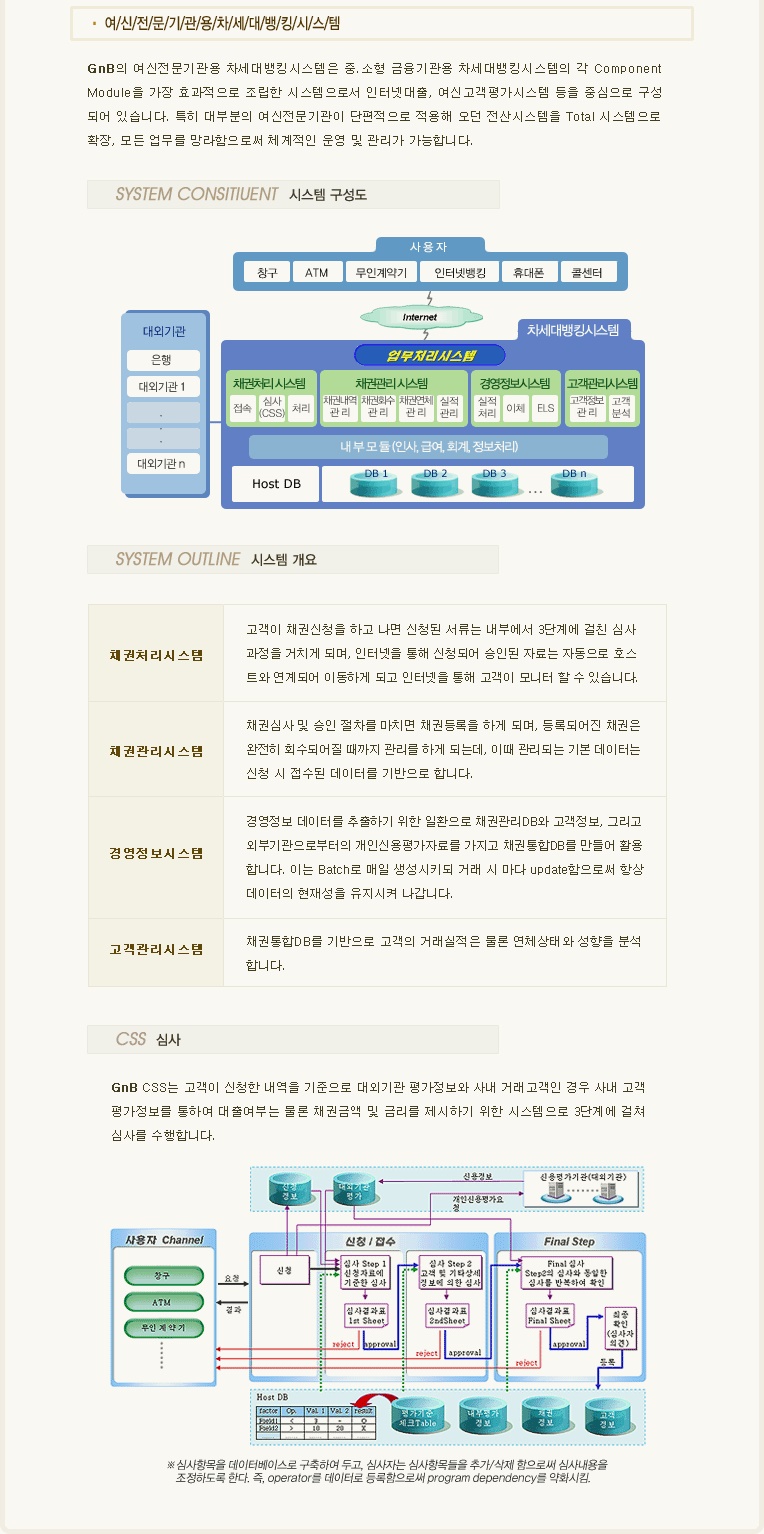 · 여/신/전/문/기/관/용/차/세/대/뱅/킹/시/스/템
GnB의 여신전문기관용 차세대뱅킹시스템은 중.소형 금융기관용 차세대뱅킹시스템의 각 Component
Module을 가장 효과적으로 조립한 시스템으로서 인터넷대출, 여신고객평가시스템 등을 중심으로 구성
되어 있습니다. 특히 대부분의 여신전문기관이 단편적으로 적용해 오던 전산시스템을 Total 시스템으로
확장, 모든 업무를 망라함으로써 체계적인 운영 및 관리가 가능합니다.
SYSTEM CONSITIUENT 시스템 구성도
사용자
창구 ATM 무인계약기 인터넷뱅킹 휴대폰 콜센터
Internet
대외기관
은행
대외기관 1
.
.
대외기관 n
차세대뱅킹시스템
업무처리시스템
채권처리 시스템 채권관리 시스템 경영정보시스템 고객관리시스템
접속 심사 (CSS) 처리 채권내역 관 리 채권회수 관 리 채권연체 관 리 실적 관리 실적 처리 이체 ELS 고객정보 관 리 고객 분석
내 부 모 듈 (인사, 급여, 회계, 정보처리)
Host DB DB 1 DB 2 DB 3 ... DB n
SYSTEM OUTLINE 시스템 개요
채권처리시스템
고객이 채권신청을 하고 나면 신청된 서류는 내부에서 3단계에 걸친 심사
과정을 거치게 되며, 인터넷을 통해 신청되어 승인된 자료는 자동으로 호스
트와 연계되어 이동하게 되고 인터넷을 통해 고객이 모니터 할 수 있습니다.
채권관리시스템
채권심사 및 승인 절차를 마치면 채권등록을 하게 되며, 등록되어진 채권은
완전히 회수되어질 때까지 관리를 하게 되는데, 이때 관리되는 기본 데이터는
신청 시 접수된 데이터를 기반으로 합니다.
경영정보시스템
경영정보 데이터를 추출하기 위한 일환으로 채권관리DB와 고객정보, 그리고
외부기관으로부터의 개인신용평가자료를 가지고 채권통합DB를 만들어 활용
합니다. 이는 Batch로 매일 생성시키되 거래 시 마다 update함으로써 항상
데이터의 현재성을 유지시켜 나갑니다.
고객관리시스템
채권통합DB를 기반으로 고객의 거래실적은 물론 연체상태 와 성향을 분석
합니다.
CSS 심사
GnB CSS는 고객이 신청한 내역을 기준으로 대외기관 평가정보와 사내 거래고객인 경우 사내 고객
평가정보를 통하여 대출여부는 물론 채권금액 및 금리를 제시하기 위한 시스템으로 3단계에 걸쳐
심사를 수행합니다.
신청 정보
대외기관 평가
신용정보
개인신용평가요
청
신용평가기관(대외기관)
사용자 Channel
창구
ATM
무인 계 약 기
요청
결과
신청 / 접수
신청
심사 Step 1
신청자료에
기준한 심사
심사 Step 2
고객 및 기타상세
정보에 의한 심사
Final Step
Final 심사
Step2의 심사와 동일한
심사를 반복하여 확인
심사결과표
1st Sheet
심사결과표
2ndSheet
심사결과표
Final Sheet
최종
확인
(심사자
의견)
reject approval
reject approval
reject approval
등록
Host DB
factor Op. Val. 1 Val. 2 result
Field1 < 3 - O
Field2 > 10 20 X
평가기준
체크Table
내부평가
정보
채권
정보
고객
정보
※ 심사항목을 데이터베이스로 구축하여 두고, 심사자는 심사항목들을 추가/삭제 함으로써 심사내용을
조정하도록 한다. 즉, operator를 데이터로 등록함으로써 program dependency를 약화시킴.